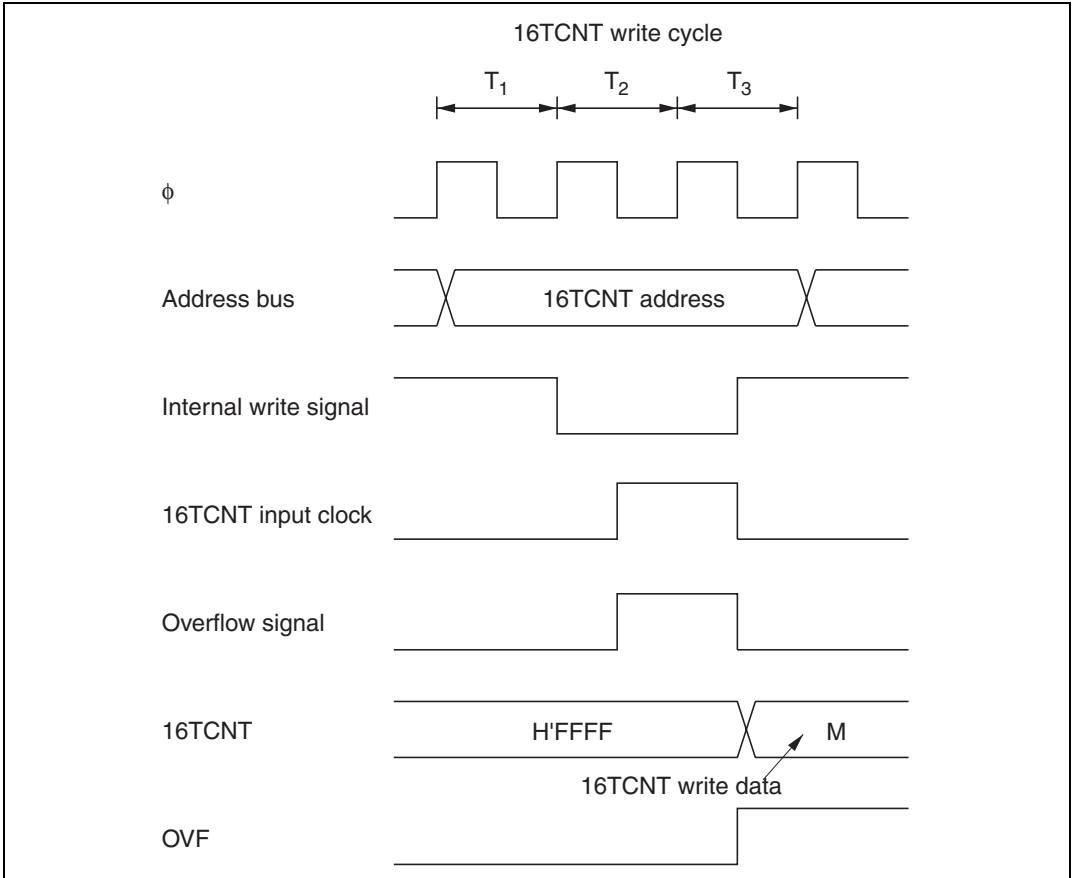 16TCNT write cycle
T1 T2 T3
φ
Address bus
16TCNT address
Internal write signal
16TCNT input clock
Overflow signal
16TCNT
H'FFFF
M
16TCNT write data
OVF